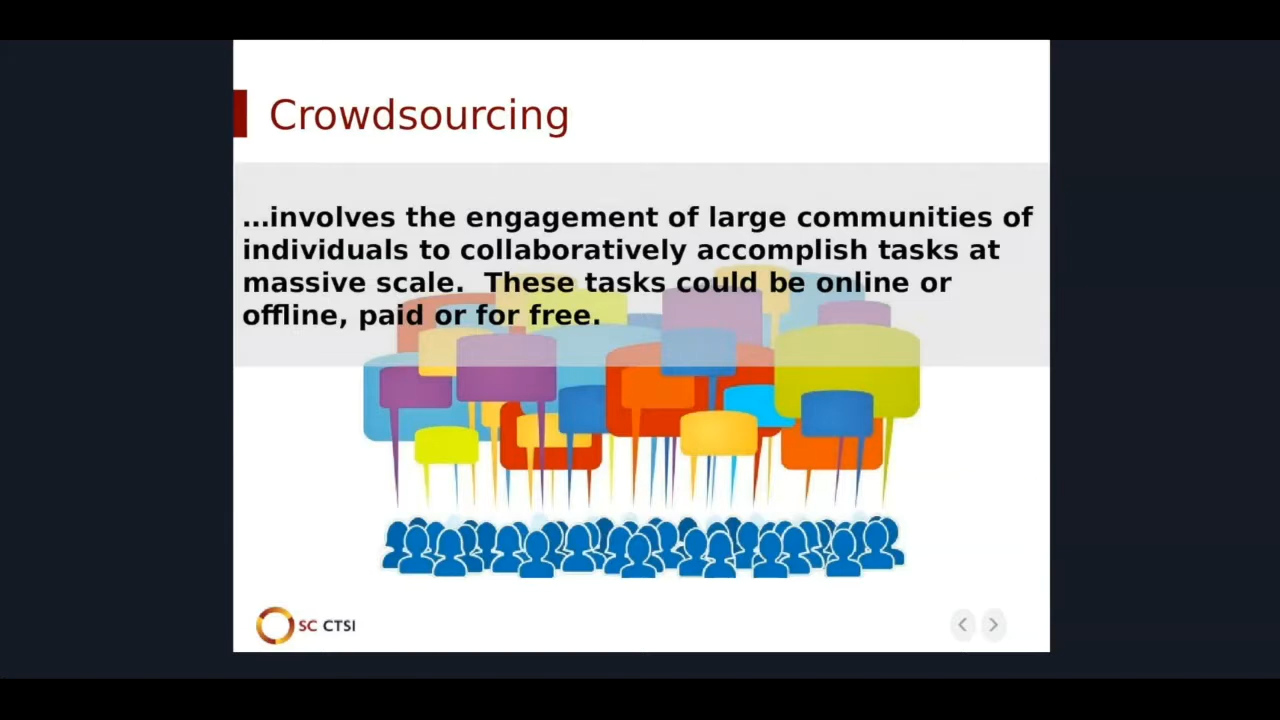 Crowdsourcing
...involves the engagement of large communities of
individuals to collaboratively accomplish tasks at
massive scale.  These tasks could be online or
offline, paid or for free.
SC CTSI